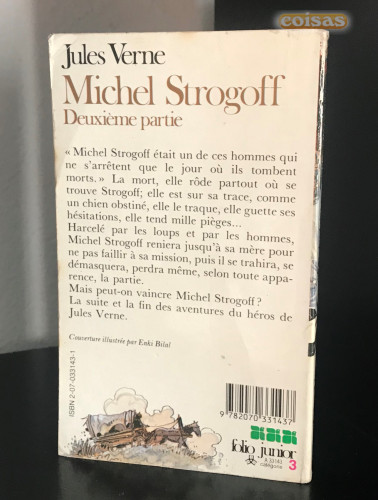 eoisas
Jules Verne
Michel Strogoff
Deuxième partie
« Michel Strogoff était un de ces hommes qui
ne s'arrêtent que le jour où ils tombent
morts. » La mort, elle rôde partout où se
trouve Strogoff; elle est sur sa trace, comme
un chien obstiné, elle le traque, elle guette ses
hésitations, elle tend mille pièges...
Harcelé par les loups et par les hommes,
Michel Strogoff reniera jusqu'à sa mère pour
ne pas faillir à sa mission, puis il se trahira, se
démasquera, perdra même, selon toute appa-
rence, la partie.
Mais peut-on vaincre Michel Strogoff ?
La suite et la fin des aventures du héros de
Jules Verne.
Couverture illustrée par Enki Bilal
ISBN 2-07-033143-1
9 782070 331437
folio junior
A 33143
catégorie 3